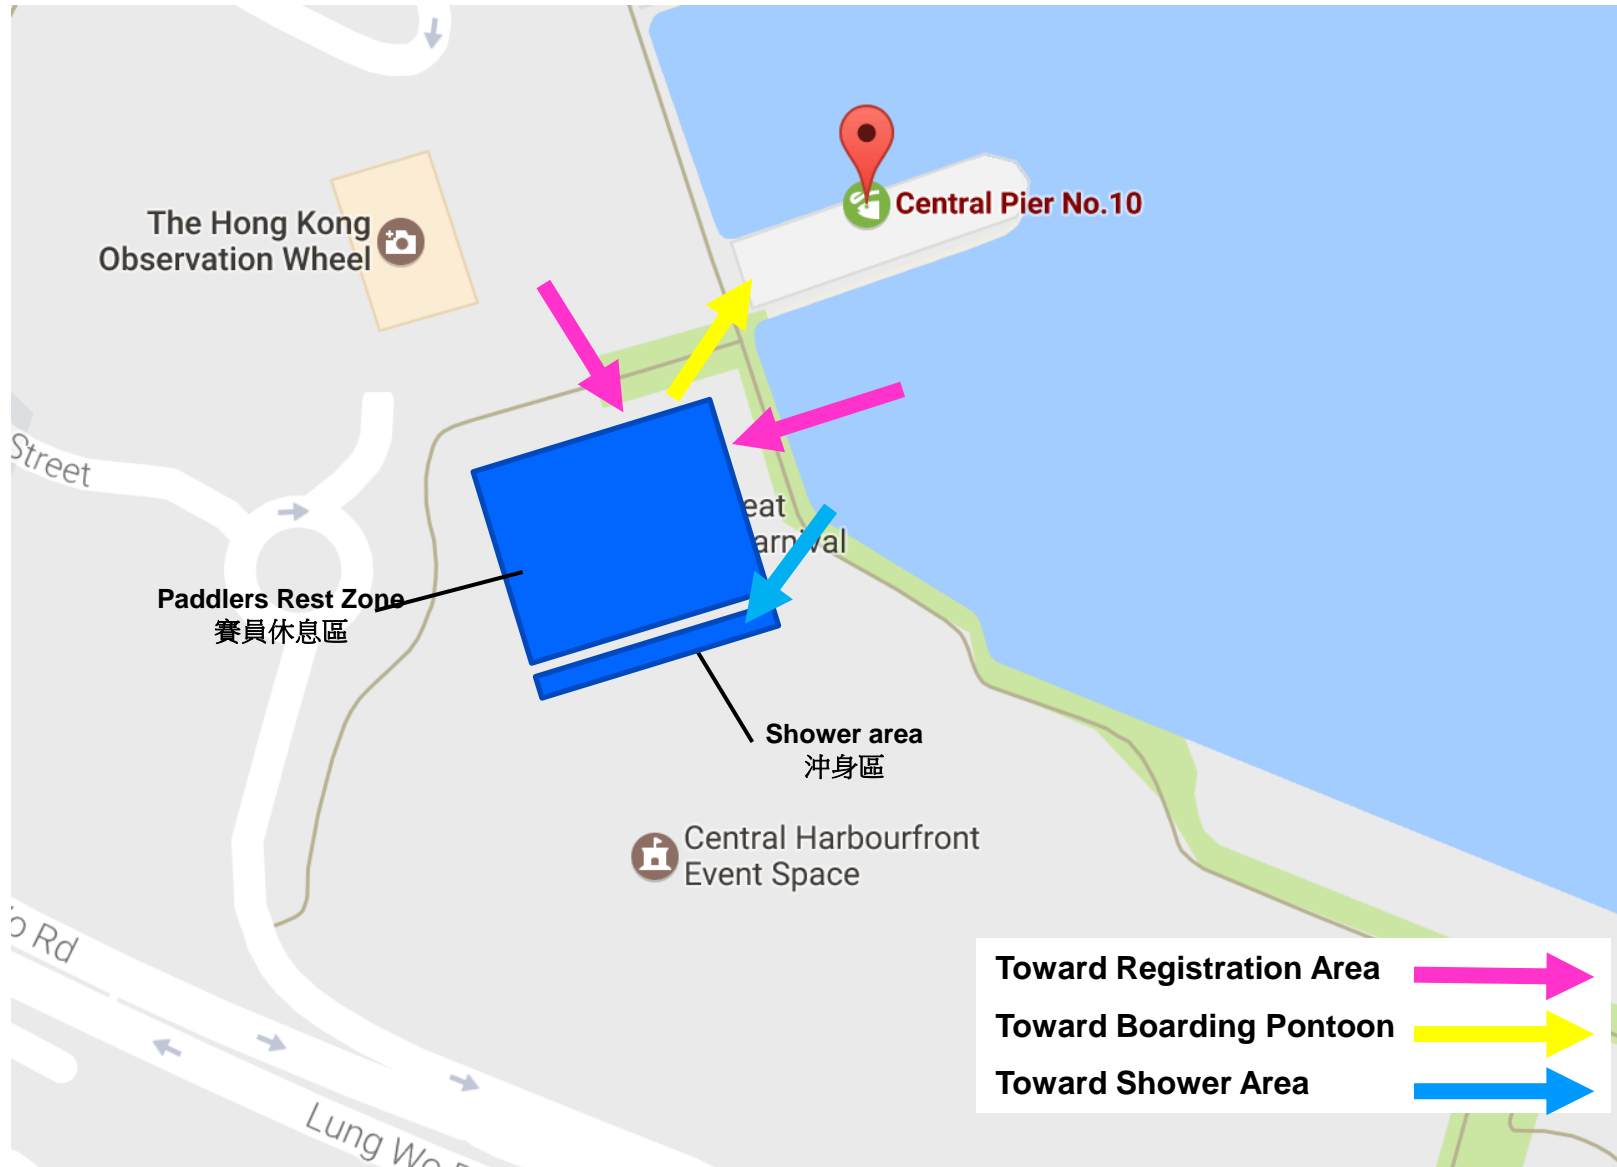 Central Pier No.10
The Hong Kong
Observation Wheel
Street
eat
arnival
Paddlers Rest Zone
賽員休息區
Shower area
沖身區
Central Harbourfront
Event Space
o Rd
Lung Wo
Toward Registration Area
Toward Boarding Pontoon
Toward Shower Area